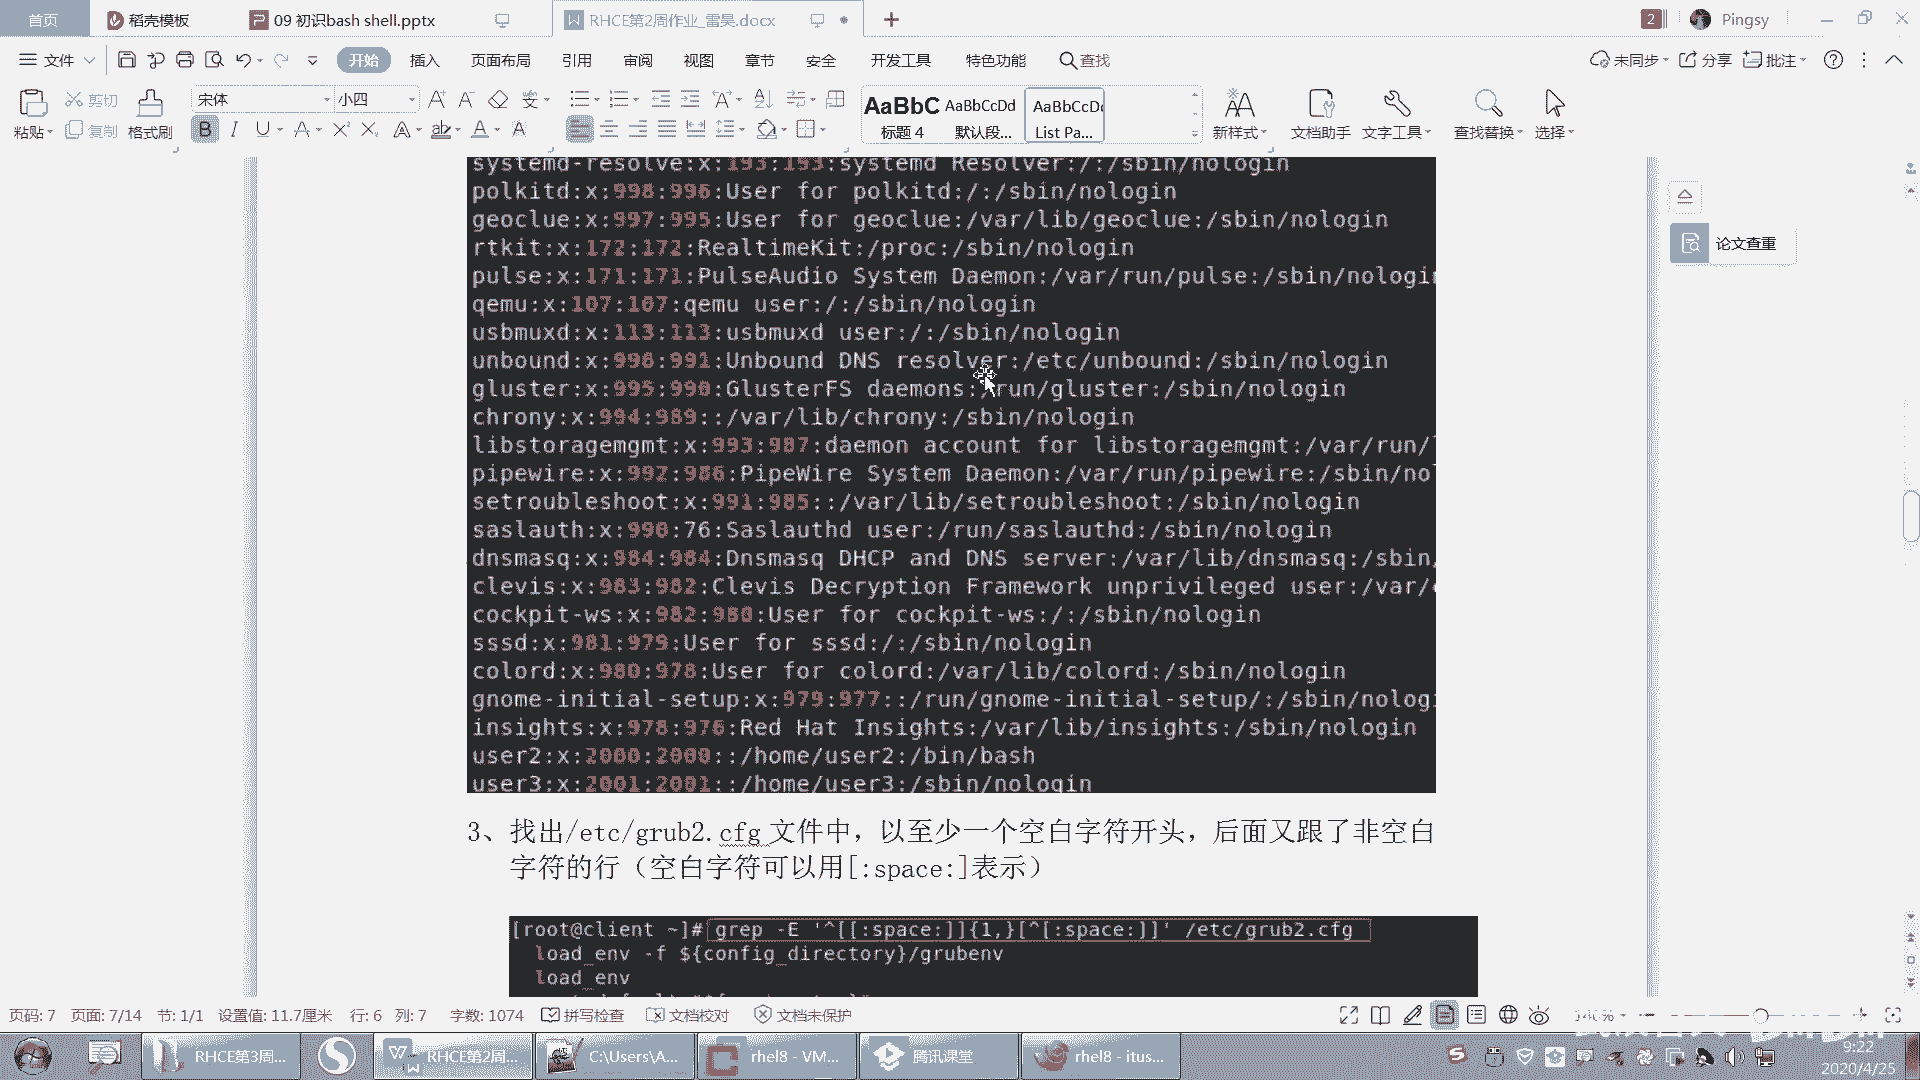 首页
稻壳模板
09 初识bash shell.pptx
RHCE第2周作业_雷昊.docx
2
Pingsy
文件
开始
插入
页面布局
引用
审阅
视图
章节
安全
开发工具
特色功能
查找
未同步
分享
批注
粘贴
剪切
复制
格式刷
宋体
小四
AaBbC
标题 4
AaBbCcDd
默认段...
AaBbCcD
List Pa...
新样式
文档助手
文字工具
查找替换
选择
论文查重
systemd-resolve:x:193:193:systemd Resolver:/:/sbin/nologin
polkitd:x:998:996:User for polkitd:/:/sbin/nologin
geoclue:x:997:995:User for geoclue:/var/lib/geoclue:/sbin/nologin
rtkit:x:172:172:RealtimeKit:/proc:/sbin/nologin
pulse:x:171:171:PulseAudio System Daemon:/var/run/pulse:/sbin/nologi
qemu:x:107:107:qemu user:/:/sbin/nologin
usbmuxd:x:113:113:usbmuxd user:/:/sbin/nologin
unbound:x:996:991:Unbound DNS resolver:/etc/unbound:/sbin/nologin
gluster:x:995:990:GlusterFS daemons:/run/gluster:/sbin/nologin
chrony:x:994:989::/var/lib/chrony:/sbin/nologin
libstoragemgmt:x:993:987:daemon account for libstoragemgmt:/var/run/
pipewire:x:992:986:PipeWire System Daemon:/var/run/pipewire:/sbin/no
setroubleshoot:x:991:985::/var/lib/setroubleshoot:/sbin/nologin
saslauth:x:990:76:Saslauthd user:/run/saslauthd:/sbin/nologin
dnsmasq:x:984:984:Dnsmasq DHCP and DNS server:/var/lib/dnsmasq:/sbin
clevis:x:983:982:Clevis Decryption Framework unprivileged user:/var/
cockpit-ws:x:982:980:User for cockpit-ws:/:/sbin/nologin
sssd:x:981:979:User for sssd:/:/sbin/nologin
colord:x:980:978:User for colord:/var/lib/colord:/sbin/nologin
gnome-initial-setup:x:979:977::/run/gnome-initial-setup/:/sbin/nologi
insights:x:978:976:Red Hat Insights:/var/lib/insights:/sbin/nologin
user2:x:2000:2000::/home/user2:/bin/bash
user3:x:2001:2001::/home/user3:/sbin/nologin
3、找出/etc/grub2.cfg 文件中，以至少一个空白字符开头，后面又跟了非空白
字符的行（空白字符可以用[:space:]表示）
[root@client ~]# grep -E '^[[:space:]]{1,}[^[:space:]]' /etc/grub2.cfg
load_env -f ${config_directory}/grubenv
load_env
页码: 7
页面: 7/14
节: 1/1
设置值: 11.7厘米
行: 6
列: 7
字数: 1074
拼写检查
文档校对
文档未保护
RHCE第3周...
RHCE第2周...
C:\Users\A...
rhel8 - VM...
腾讯课堂
rhel8 - itus...
9:22
2020/4/25